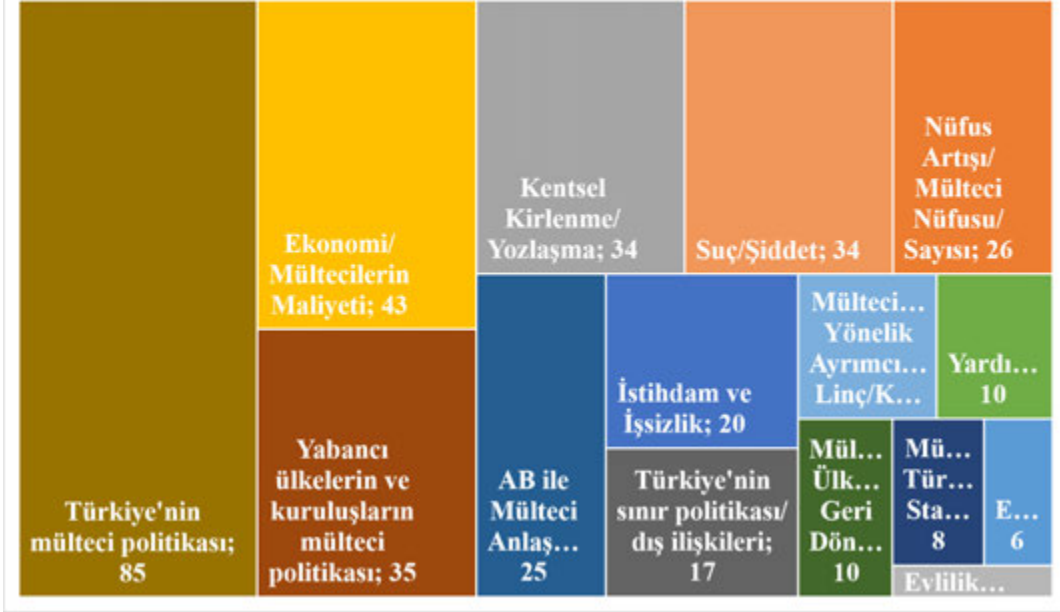 Türkiye'nin
mülteci politikası;
85
Ekonomi/
Mültecilerin
Maliyeti; 43
Yabancı
ülkelerin ve
kuruluşların
mülteci
politikası; 35
Kentsel
Kirlenme/
Yozlaşma; 34
Suç/Şiddet; 34
Nüfus
Artışı/
Mülteci
Nüfusu/
Sayısı; 26
AB ile
Mülteci
Anlaş...
25
İstihdam ve
İşsizlik; 20
Türkiye'nin
sınır politikası/
dış ilişkileri;
17
Mülteci...
Yönelik
Ayrımcı...
Linç/K...
Yardı...
10
Mül...
Ülk...
Geri
Dön...
10
Mü...
Tür...
Sta...
8
E...
6
Evlilik...